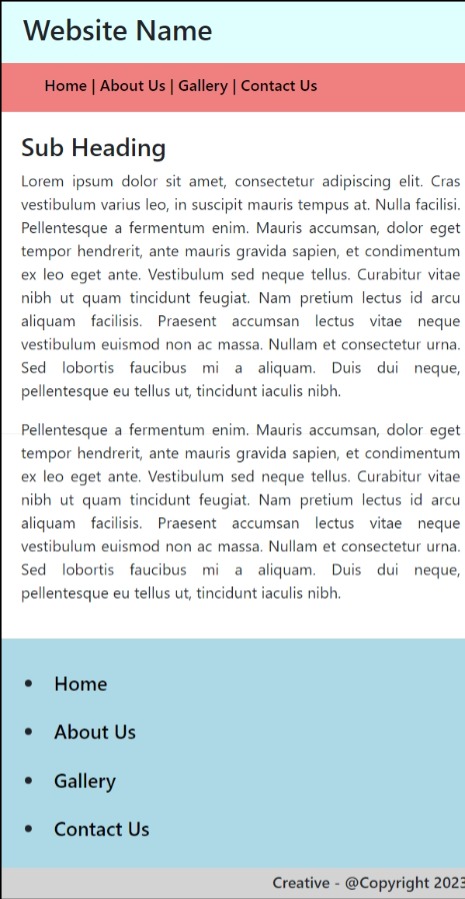 Website Name
Home | About Us | Gallery | Contact Us
Sub Heading
Lorem ipsum dolor sit amet, consectetur adipiscing elit. Cras
vestibulum varius leo, in suscipit mauris tempus at. Nulla facilisi.
Pellentesque a fermentum enim. Mauris accumsan, dolor eget
tempor hendrerit, ante mauris gravida sapien, et condimentum
ex leo eget ante. Vestibulum sed neque tellus. Curabitur vitae
nibh ut quam tincidunt feugiat. Nam pretium lectus id arcu
aliquam facilisis. Praesent accumsan lectus vitae neque
vestibulum euismod non ac massa. Nullam et consectetur urna.
Sed lobortis faucibus mi a aliquam. Duis dui neque,
pellentesque eu tellus ut, tincidunt iaculis nibh.
Pellentesque a fermentum enim. Mauris accumsan, dolor eget
tempor hendrerit, ante mauris gravida sapien, et condimentum
ex leo eget ante. Vestibulum sed neque tellus. Curabitur vitae
nibh ut quam tincidunt feugiat. Nam pretium lectus id arcu
aliquam facilisis. Praesent accumsan lectus vitae neque
vestibulum euismod non ac massa. Nullam et consectetur urna.
Sed lobortis faucibus mi a aliquam. Duis dui neque,
pellentesque eu tellus ut, tincidunt iaculis nibh.
• Home
• About Us
• Gallery
• Contact Us
Creative - @Copyright 2023